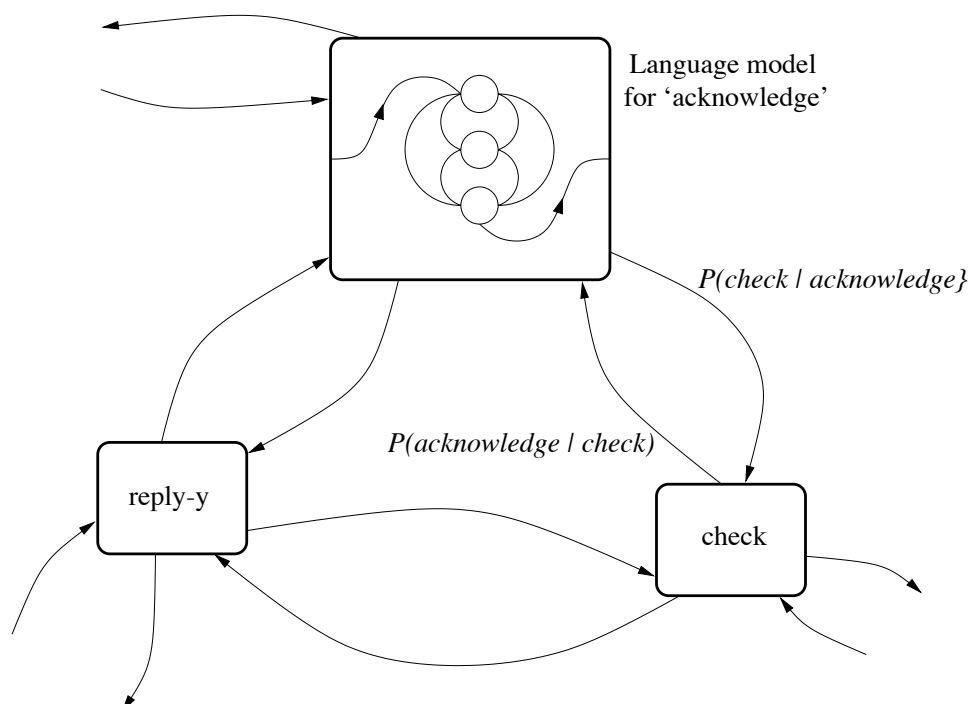 Language model
for ‘acknowledge’
P(check | acknowledge}
P(acknowledge | check)
reply-y
check